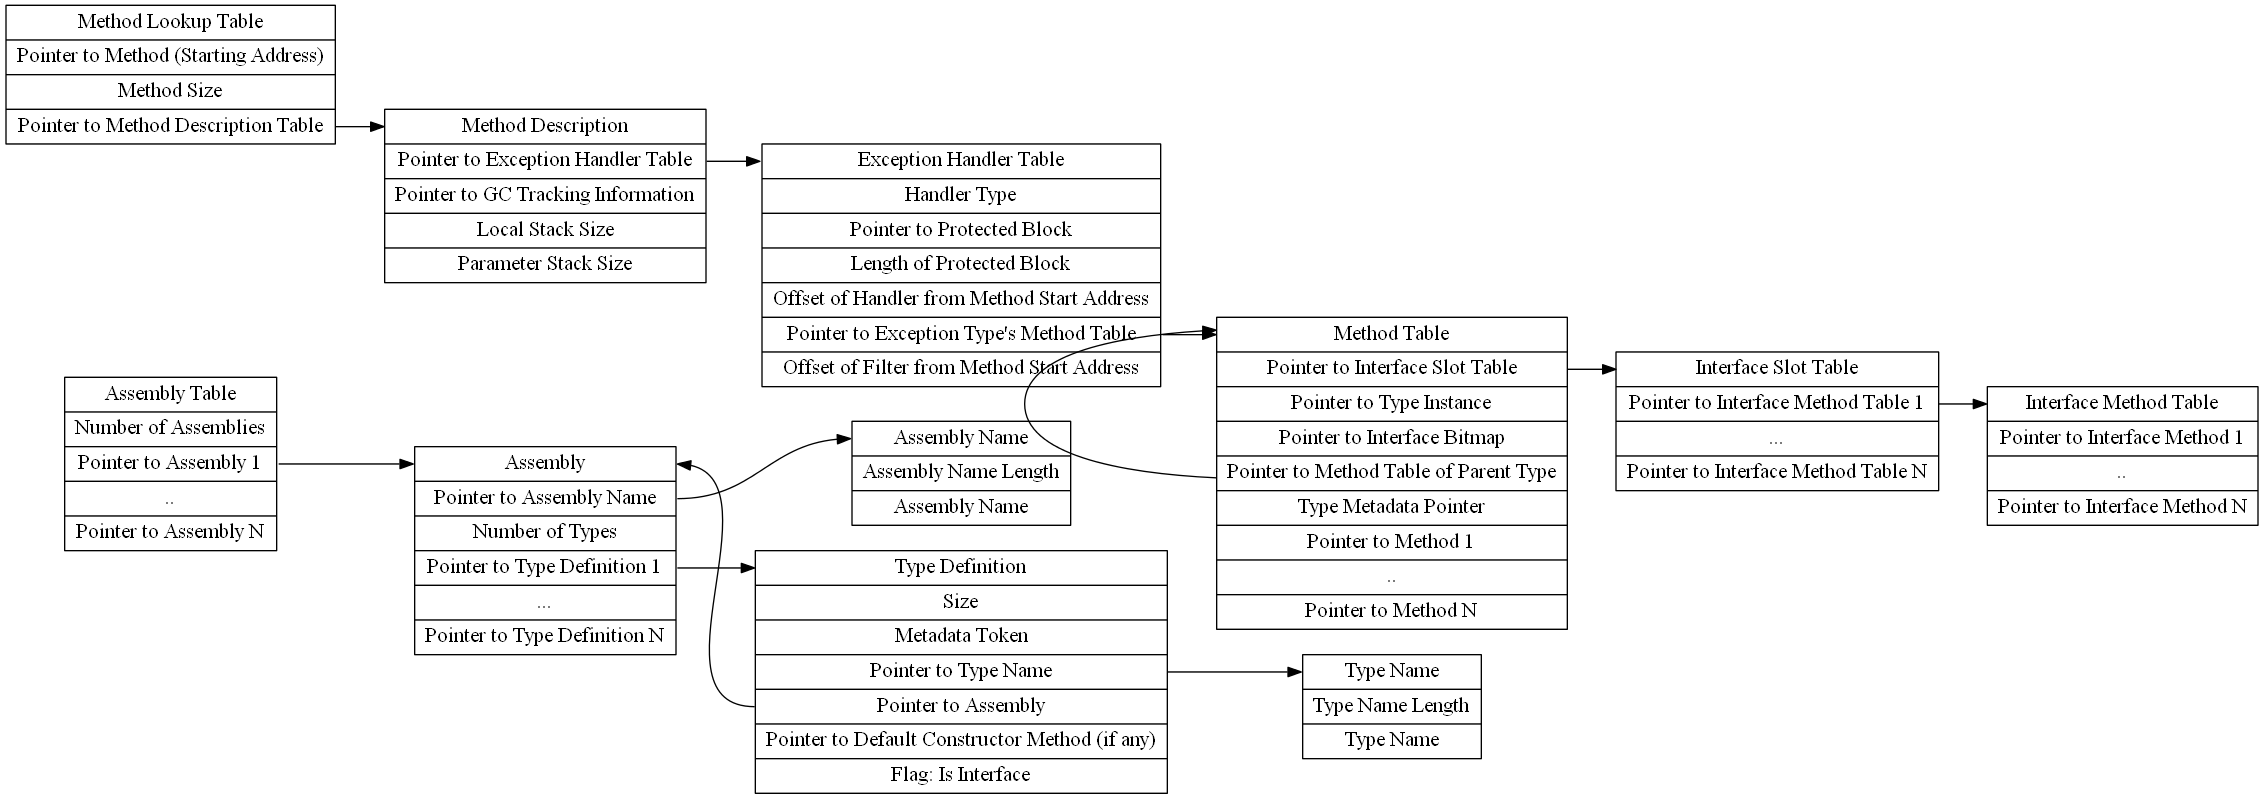 Method Lookup Table
Pointer to Method (Starting Address)
Method Size
Pointer to Method Description Table
Method Description
Pointer to Exception Handler Table
Pointer to GC Tracking Information
Local Stack Size
Parameter Stack Size
Exception Handler Table
Handler Type
Pointer to Protected Block
Length of Protected Block
Offset of Handler from Method Start Address
Pointer to Exception Type's Method Table
Offset of Filter from Method Start Address
Method Table
Pointer to Interface Slot Table
Pointer to Type Instance
Pointer to Interface Bitmap
Pointer to Method Table of Parent Type
Type Metadata Pointer
Pointer to Method 1
..
Pointer to Method N
Interface Slot Table
Pointer to Interface Method Table 1
...
Pointer to Interface Method Table N
Interface Method Table
Pointer to Interface Method 1
..
Pointer to Interface Method N
Assembly Table
Number of Assemblies
Pointer to Assembly 1
..
Pointer to Assembly N
Assembly
Pointer to Assembly Name
Number of Types
Pointer to Type Definition 1
...
Pointer to Type Definition N
Assembly Name
Assembly Name Length
Assembly Name
Type Definition
Size
Metadata Token
Pointer to Type Name
Pointer to Assembly
Pointer to Default Constructor Method (if any)
Flag: Is Interface
Type Name
Type Name Length
Type Name